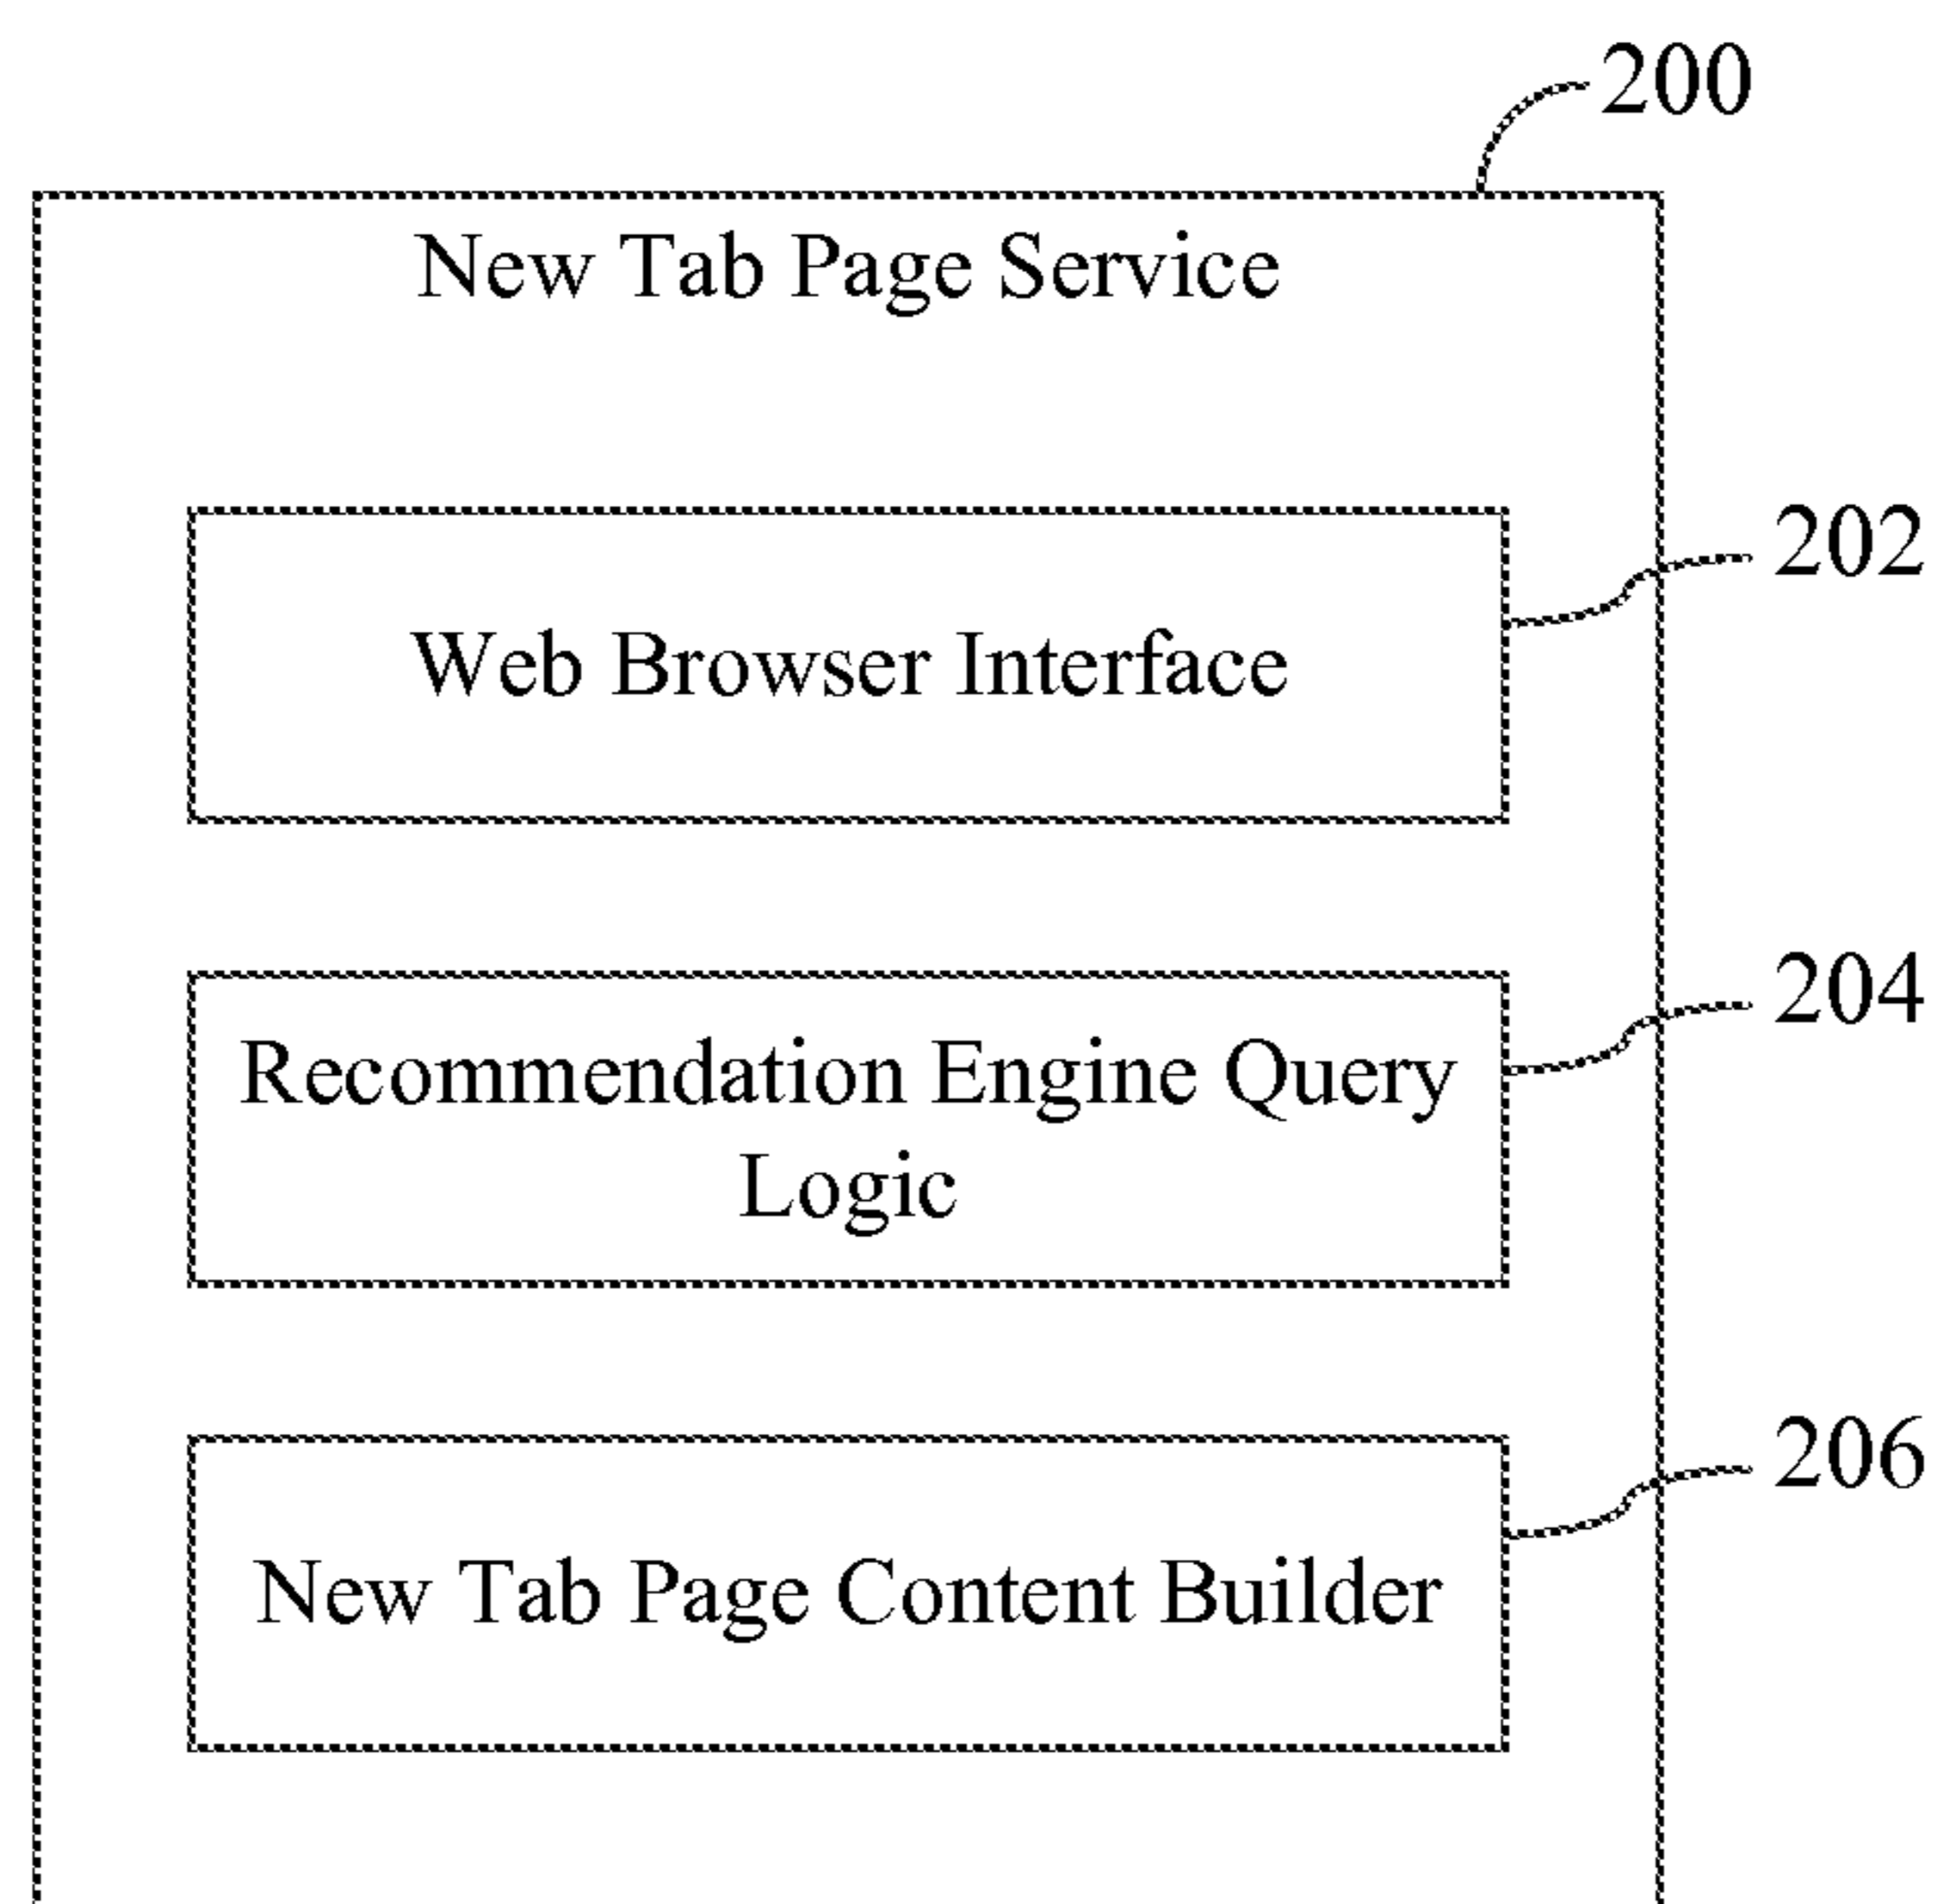 200
New Tab Page Service
202
Web Browser Interface
204
Recommendation Engine Query
Logic
206
New Tab Page Content Builder